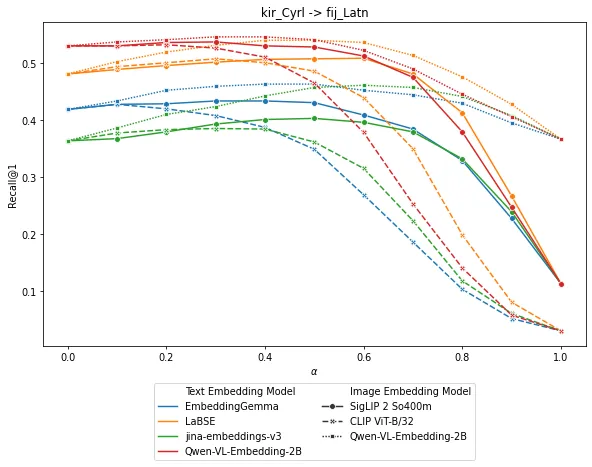 kir_Cyrl -> fij_Latn
Recall@1
0.5
0.4
0.3
0.2
0.1
0.0 0.2 0.4 0.6 0.8 1.0
α
Text Embedding Model Image Embedding Model
EmbeddingGemma SigLIP 2 So400m
LaBSE CLIP ViT-B/32
jina-embeddings-v3 Qwen-VL-Embedding-2B
Qwen-VL-Embedding-2B